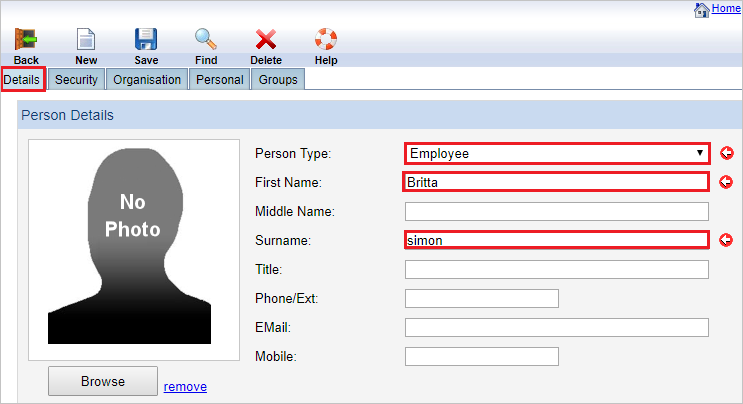 Home
Back New Save Find Delete Help
Details Security Organisation Personal Groups
Person Details
No
Photo
Person Type: Employee
First Name: Britta
Middle Name:
Surname: simon
Title:
Phone/Ext:
EMail:
Mobile:
Browse remove